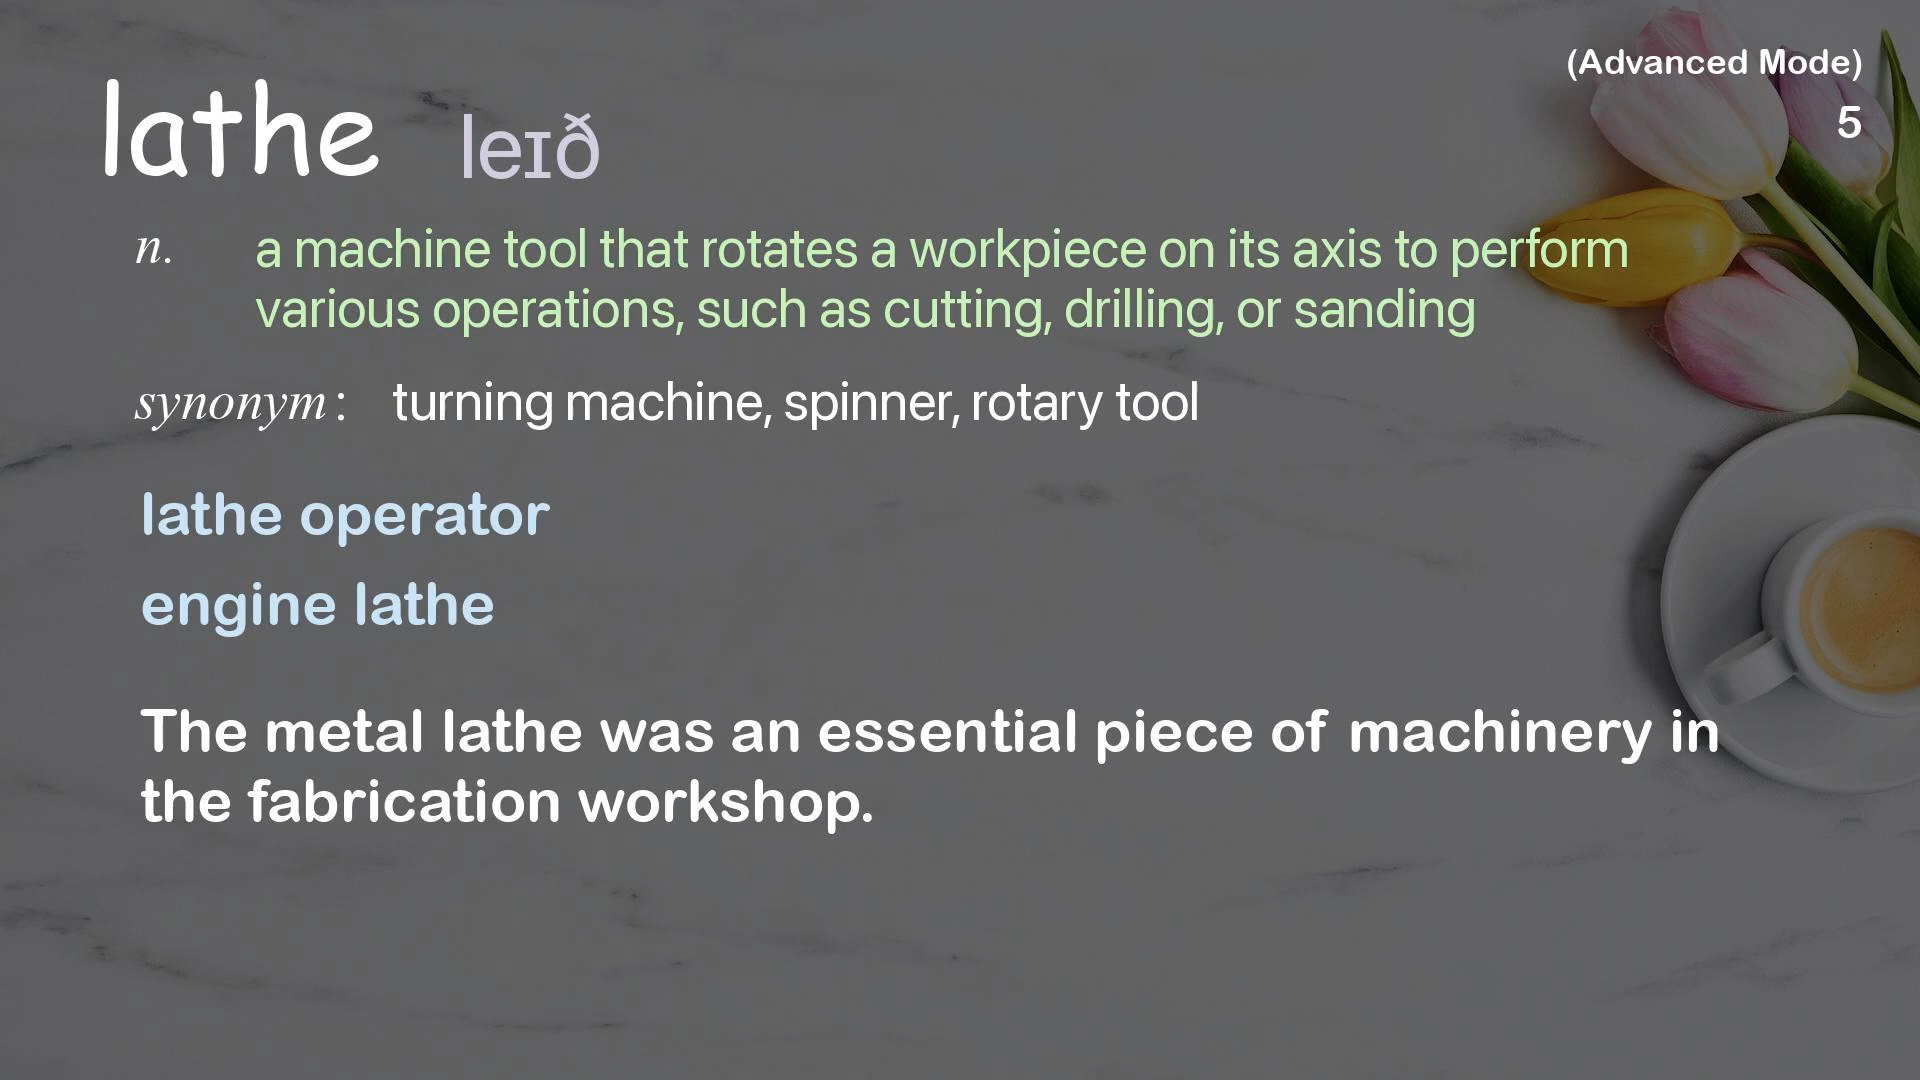 (Advanced Mode)
5
lathe leɪð
n. a machine tool that rotates a workpiece on its axis to perform
various operations, such as cutting, drilling, or sanding
synonym: turning machine, spinner, rotary tool
lathe operator
engine lathe
The metal lathe was an essential piece of machinery in
the fabrication workshop.